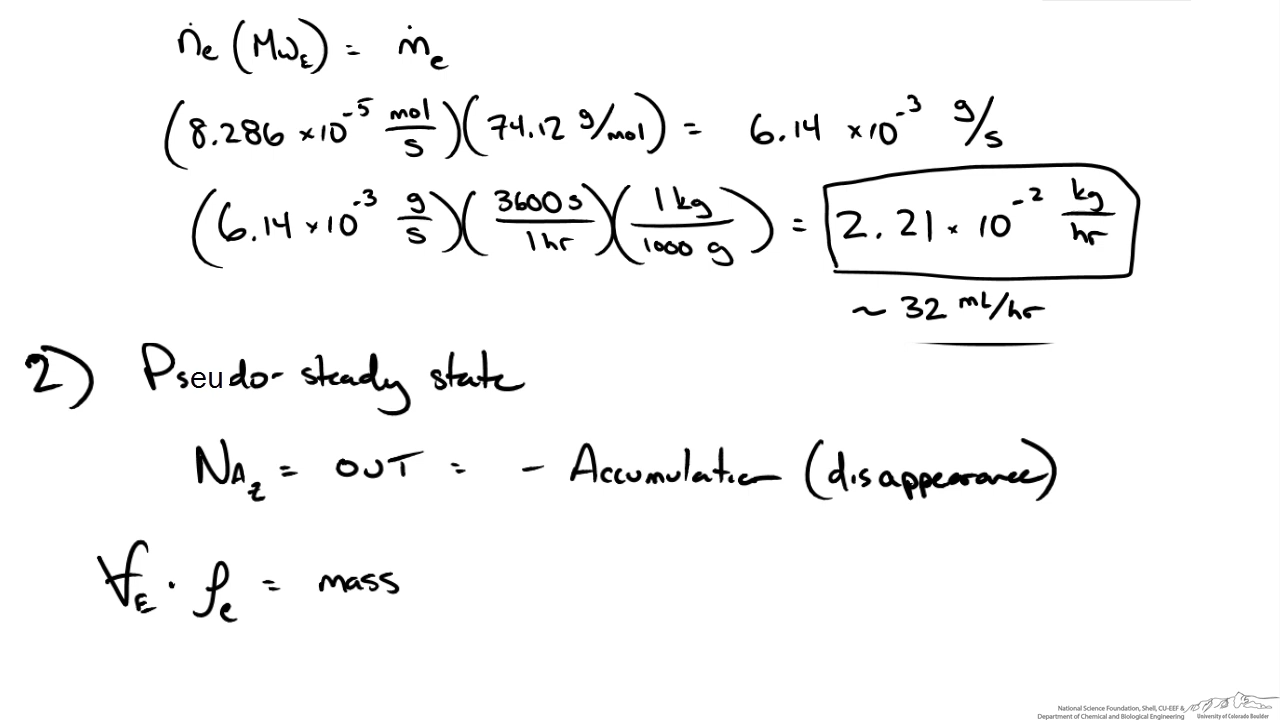 ṅe (MWE) = ṁe
(8.286 ×10^-5 mol/s)(74.12 g/mol) = 6.14 ×10^-3 g/s
(6.14 ×10^-3 g/s)(3600 s/1 hr)(1 kg/1000 g) = 2.21 × 10^-2 kg/hr
~ 32 mL/hr
2) Pseudo-steady state
NAz = OUT = - Accumulation (disappearance)
VE · ρe = mass
National Science Foundation, Shell, CU-EEF &
Department of Chemical and Biological Engineering
University of Colorado Boulder